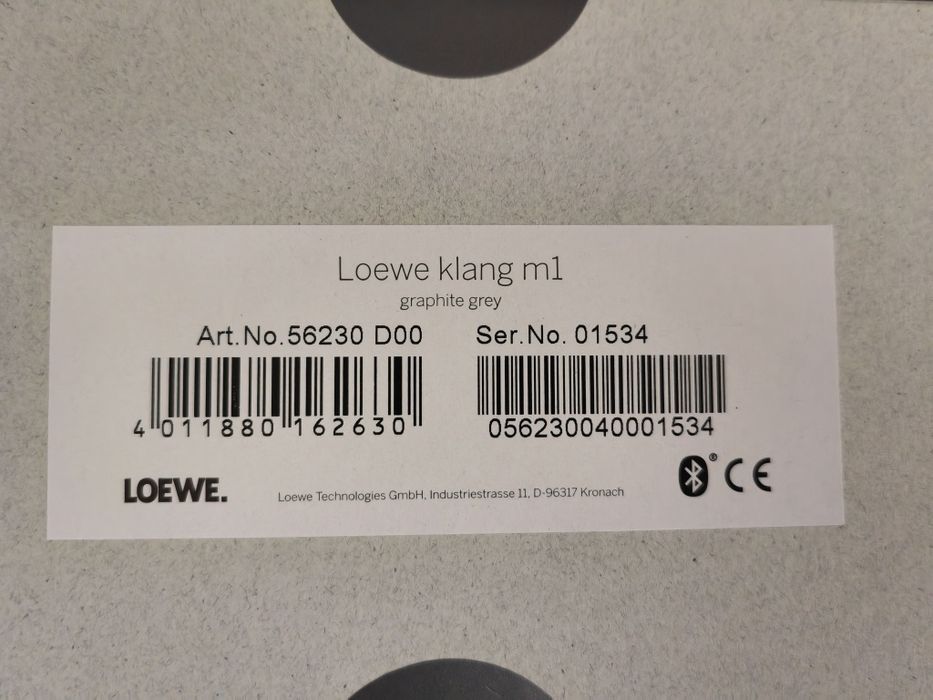 Loewe klang m1
graphite grey
Art.No.56230 D00
Ser.No. 01534
4 011880 162630
056230040001534
LOEWE.
Loewe Technologies GmbH, Industriestrasse 11, D-96317 Kronach
® CE